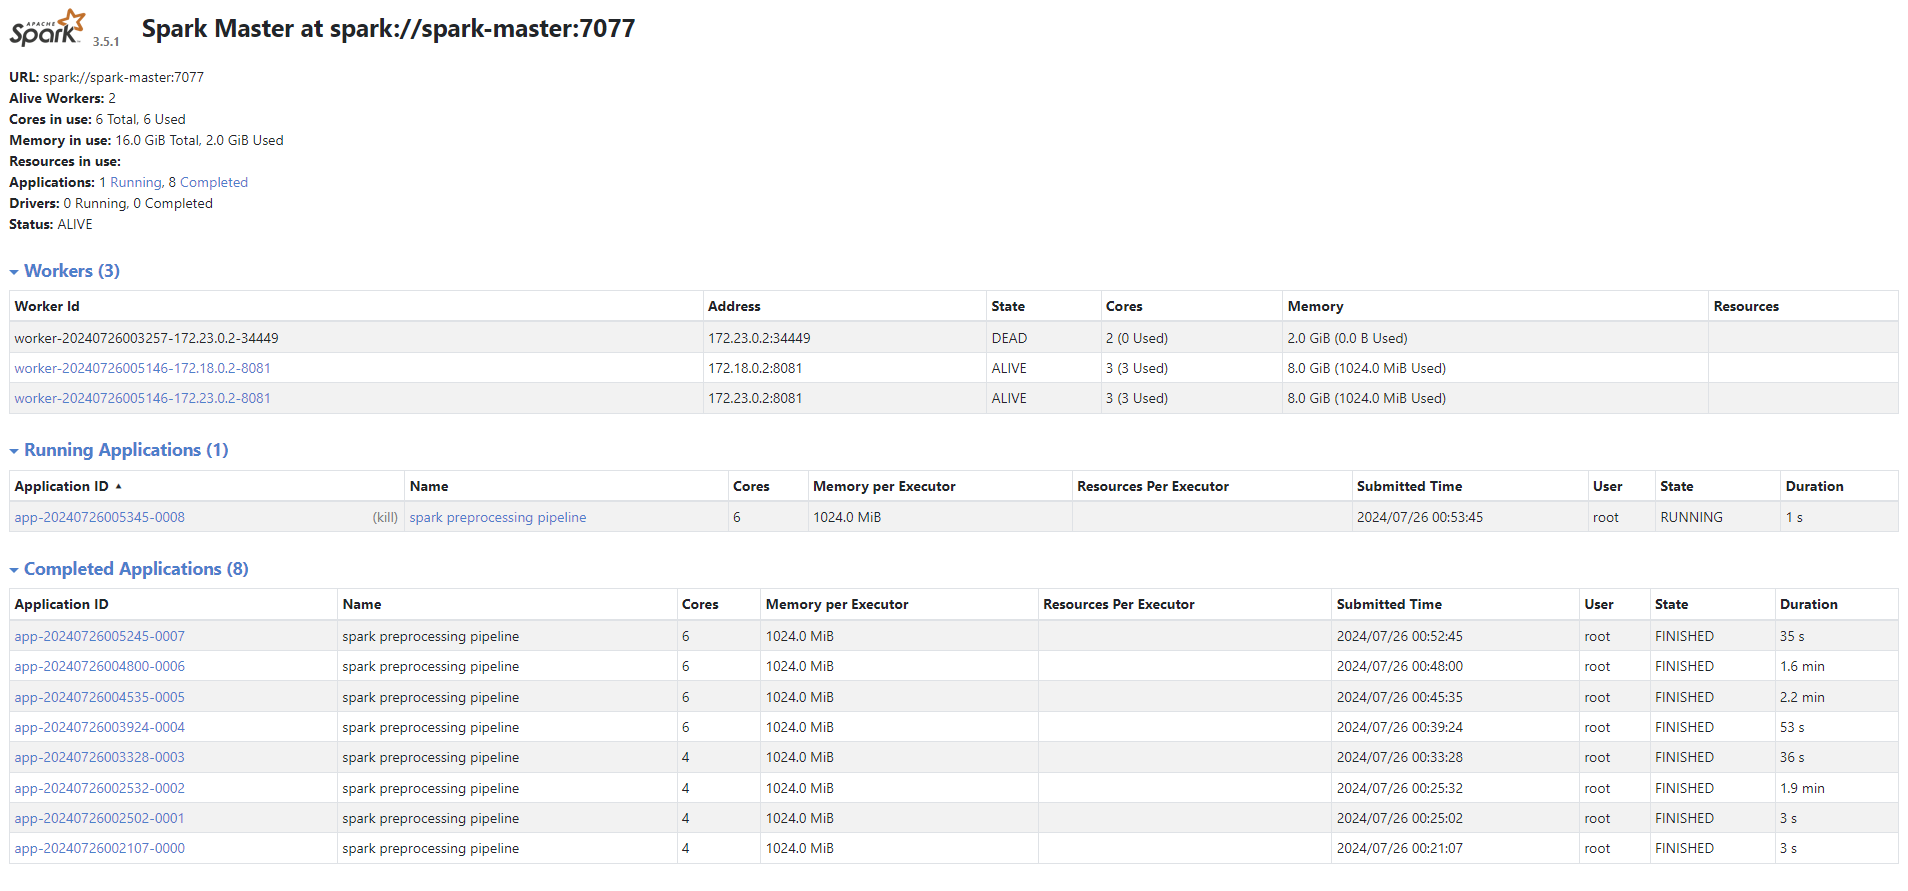 APACHE
Spark 3.5.1 Spark Master at spark://spark-master:7077
URL: spark://spark-master:7077
Alive Workers: 2
Cores in use: 6 Total, 6 Used
Memory in use: 16.0 GiB Total, 2.0 GiB Used
Resources in use:
Applications: 1 Running, 8 Completed
Drivers: 0 Running, 0 Completed
Status: ALIVE
Workers (3)
Worker Id Address State Cores Memory Resources
worker-20240726003257-172.23.0.2-34449 172.23.0.2:34449 DEAD 2 (0 Used) 2.0 GiB (0.0 B Used)
worker-20240726005146-172.18.0.2-8081 172.18.0.2:8081 ALIVE 3 (3 Used) 8.0 GiB (1024.0 MiB Used)
worker-20240726005146-172.23.0.2-8081 172.23.0.2:8081 ALIVE 3 (3 Used) 8.0 GiB (1024.0 MiB Used)
Running Applications (1)
Application ID Name Cores Memory per Executor Resources Per Executor Submitted Time User State Duration
app-20240726005345-0008 (kill) spark preprocessing pipeline 6 1024.0 MiB 2024/07/26 00:53:45 root RUNNING 1 s
Completed Applications (8)
Application ID Name Cores Memory per Executor Resources Per Executor Submitted Time User State Duration
app-20240726005245-0007 spark preprocessing pipeline 6 1024.0 MiB 2024/07/26 00:52:45 root FINISHED 35 s
app-20240726004800-0006 spark preprocessing pipeline 6 1024.0 MiB 2024/07/26 00:48:00 root FINISHED 1.6 min
app-20240726004535-0005 spark preprocessing pipeline 6 1024.0 MiB 2024/07/26 00:45:35 root FINISHED 2.2 min
app-20240726003924-0004 spark preprocessing pipeline 6 1024.0 MiB 2024/07/26 00:39:24 root FINISHED 53 s
app-20240726003328-0003 spark preprocessing pipeline 4 1024.0 MiB 2024/07/26 00:33:28 root FINISHED 36 s
app-20240726002532-0002 spark preprocessing pipeline 4 1024.0 MiB 2024/07/26 00:25:32 root FINISHED 1.9 min
app-20240726002502-0001 spark preprocessing pipeline 4 1024.0 MiB 2024/07/26 00:25:02 root FINISHED 3 s
app-20240726002107-0000 spark preprocessing pipeline 4 1024.0 MiB 2024/07/26 00:21:07 root FINISHED 3 s